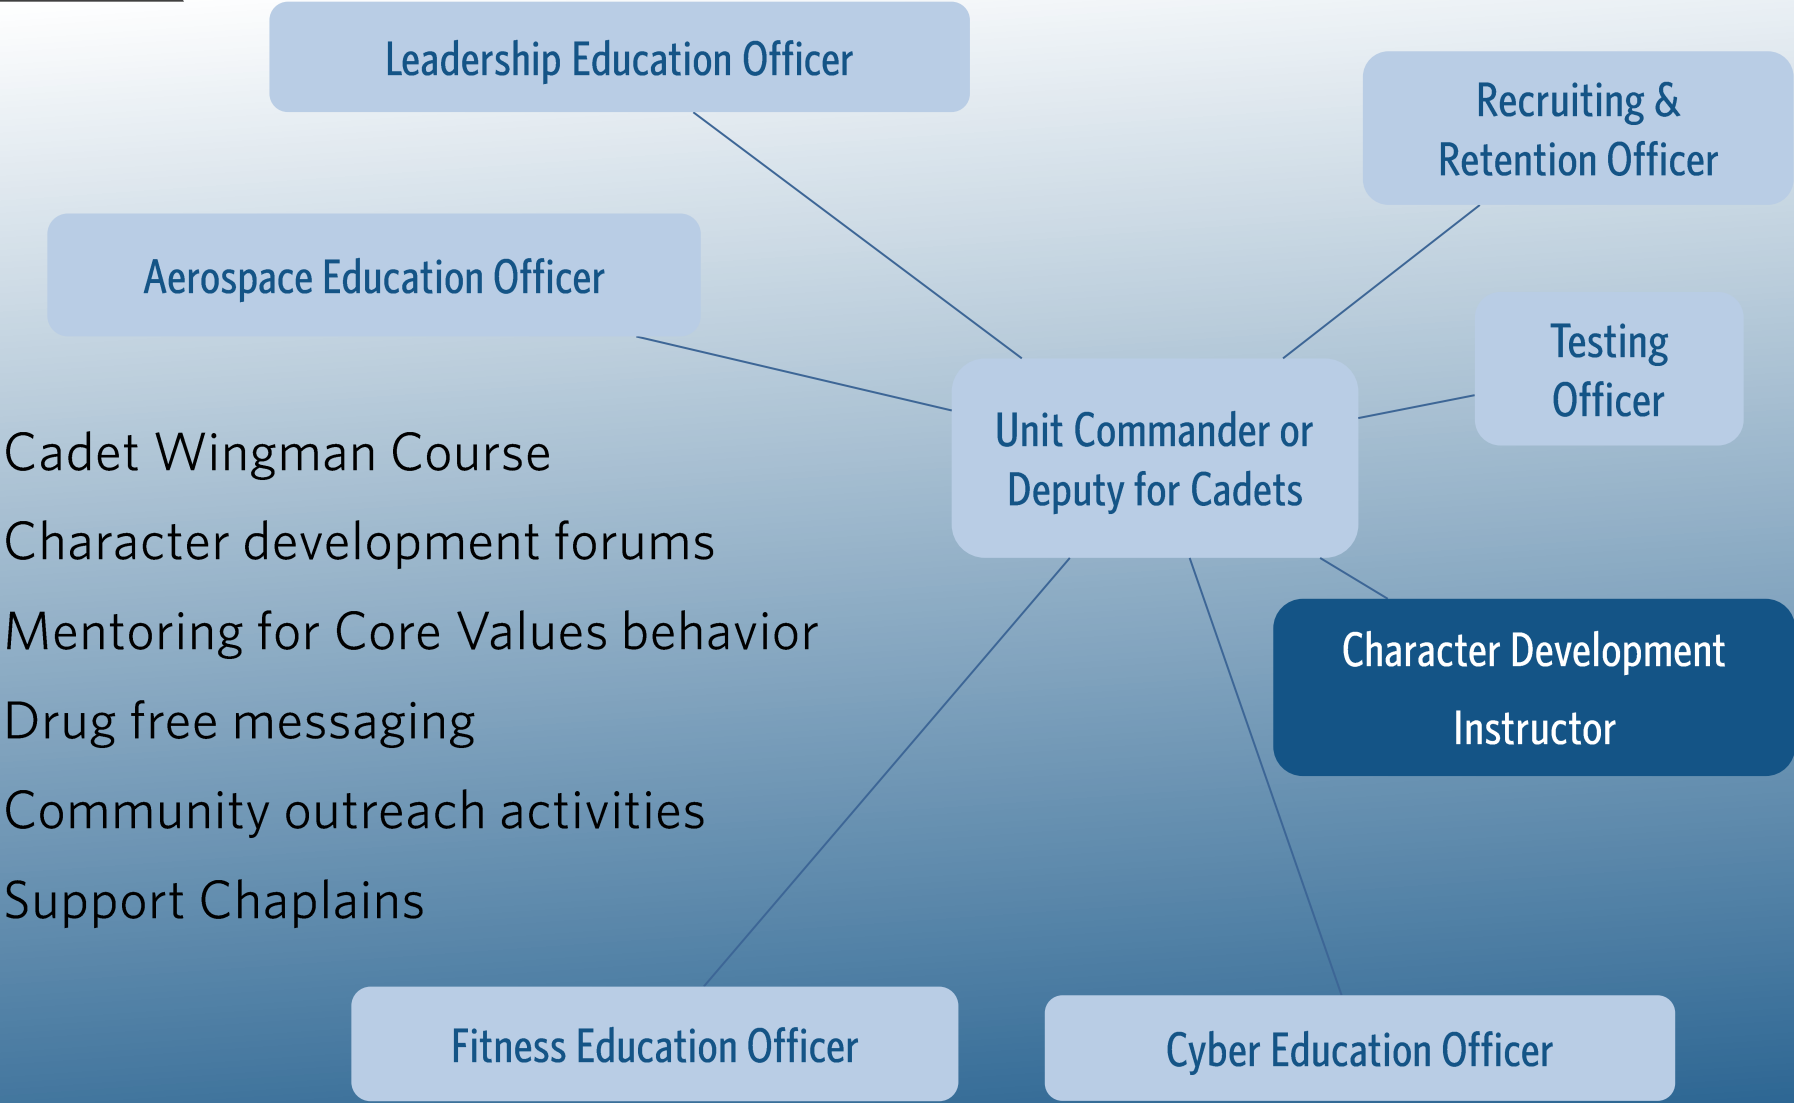 Leadership Education Officer
Recruiting &
Retention Officer
Aerospace Education Officer
Testing
Officer
Unit Commander or
Deputy for Cadets
Cadet Wingman Course
Character development forums
Mentoring for Core Values behavior
Drug free messaging
Community outreach activities
Support Chaplains
Character Development
Instructor
Fitness Education Officer
Cyber Education Officer